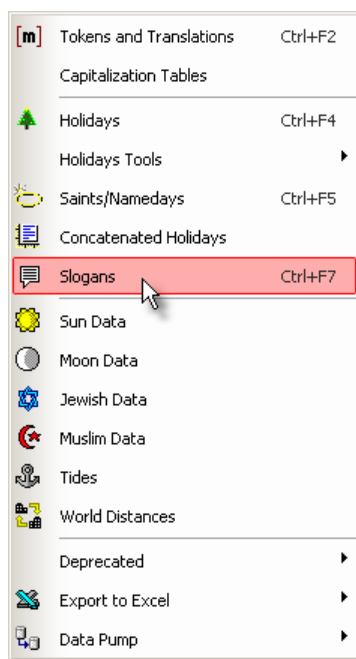 [m] Tokens and Translations Ctrl+F2
Capitalization Tables
Holidays Ctrl+F4
Holidays Tools
Saints/Namedays Ctrl+F5
Concatenated Holidays
Slogans Ctrl+F7
Sun Data
Moon Data
Jewish Data
Muslim Data
Tides
World Distances
Deprecated
Export to Excel
Data Pump